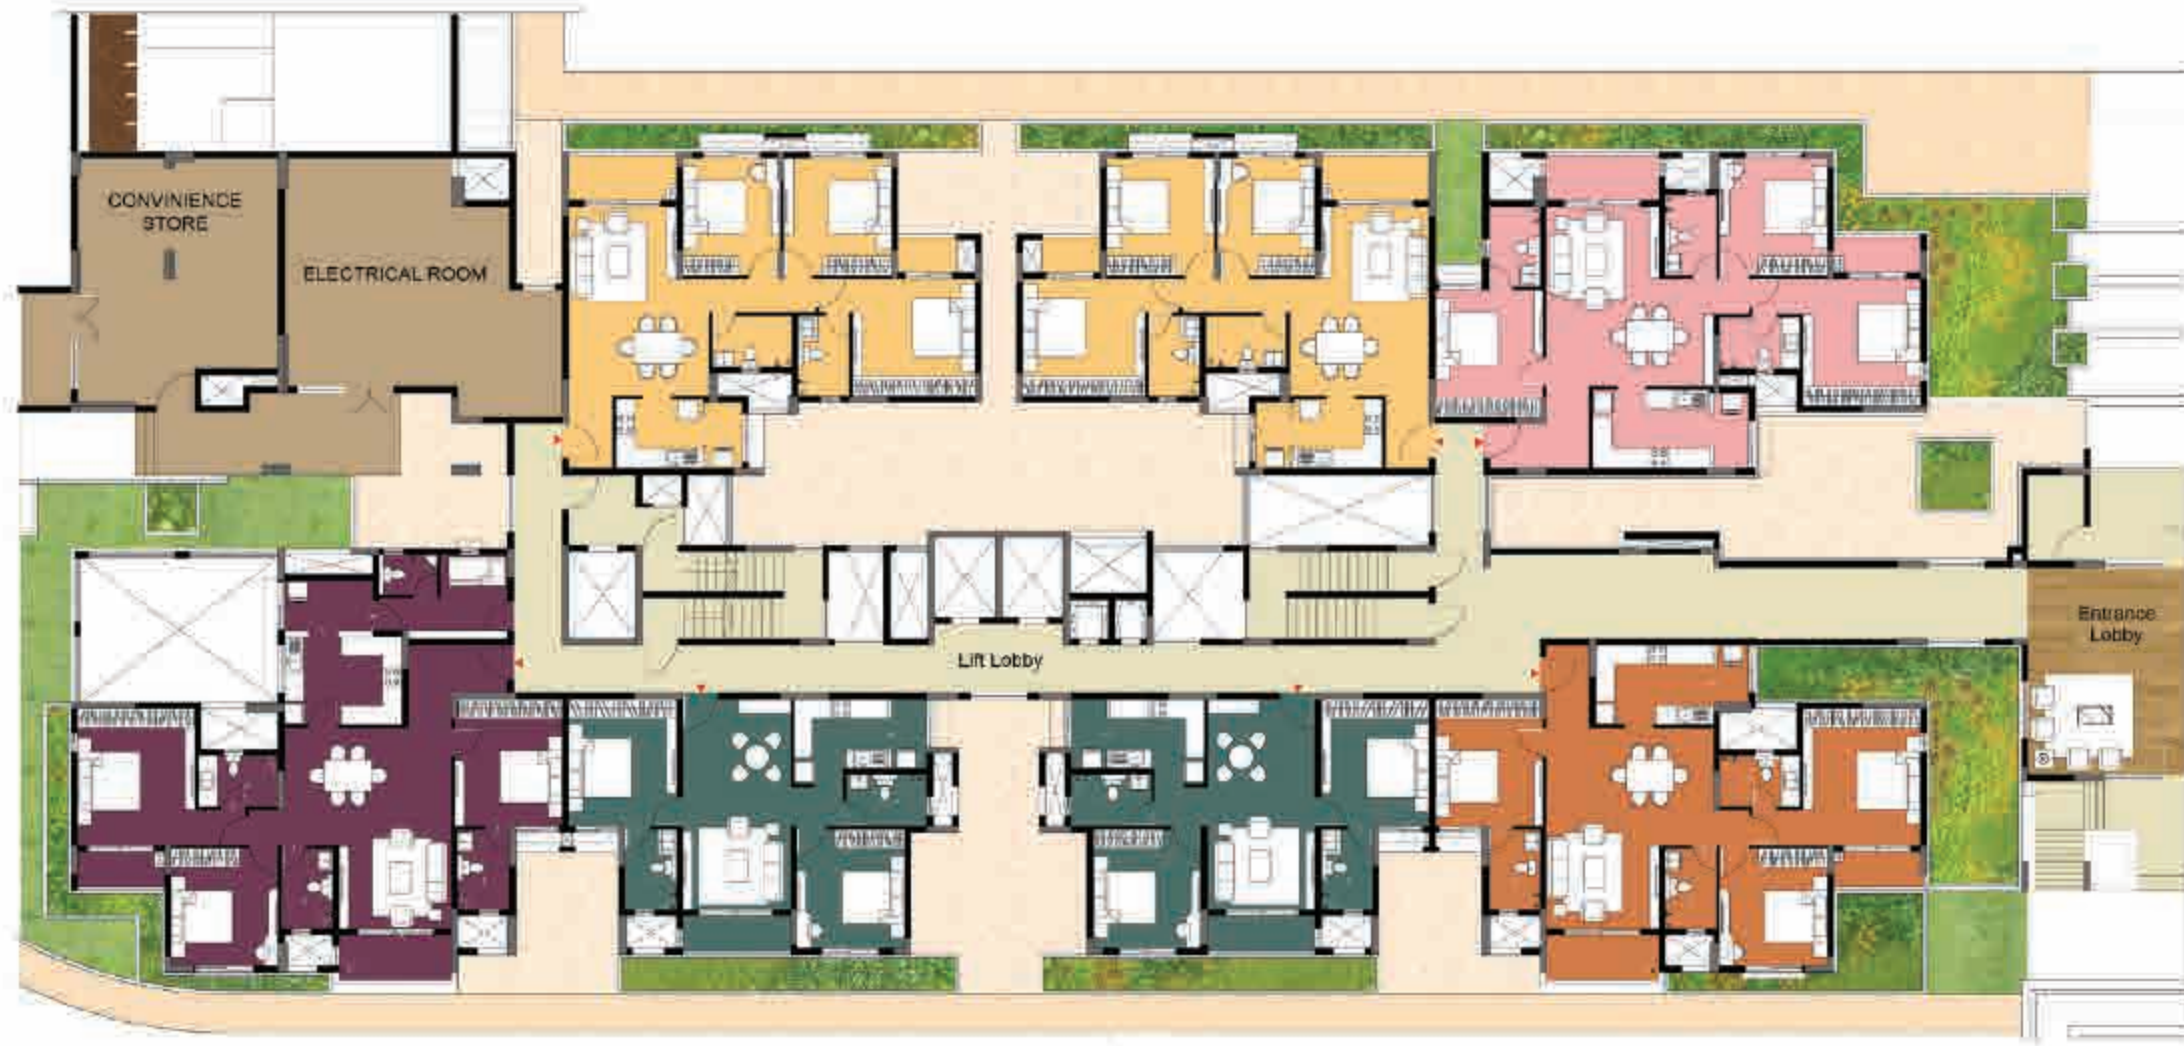 CONVINIENCE
STORE
ELECTRICAL ROOM
Entrance
Lobby
Lift Lobby